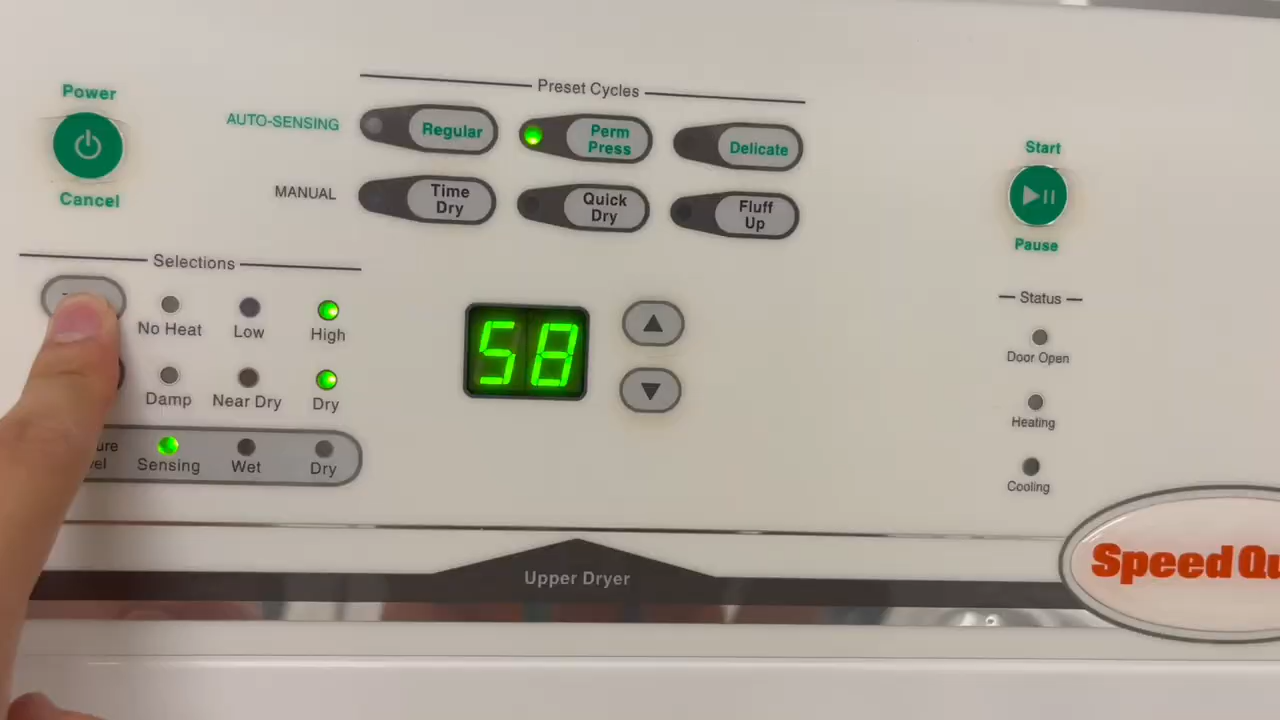 Preset Cycles
Power
Cancel
AUTO-SENSING
Regular
Perm
Press
Delicate
MANUAL
Time
Dry
Quick
Dry
Fluff
Up
Start
Pause
Selections
No Heat
Low
High
Damp
Near Dry
Dry
Sensing
Wet
Dry
58
Status
Door Open
Heating
Cooling
Upper Dryer
Speed